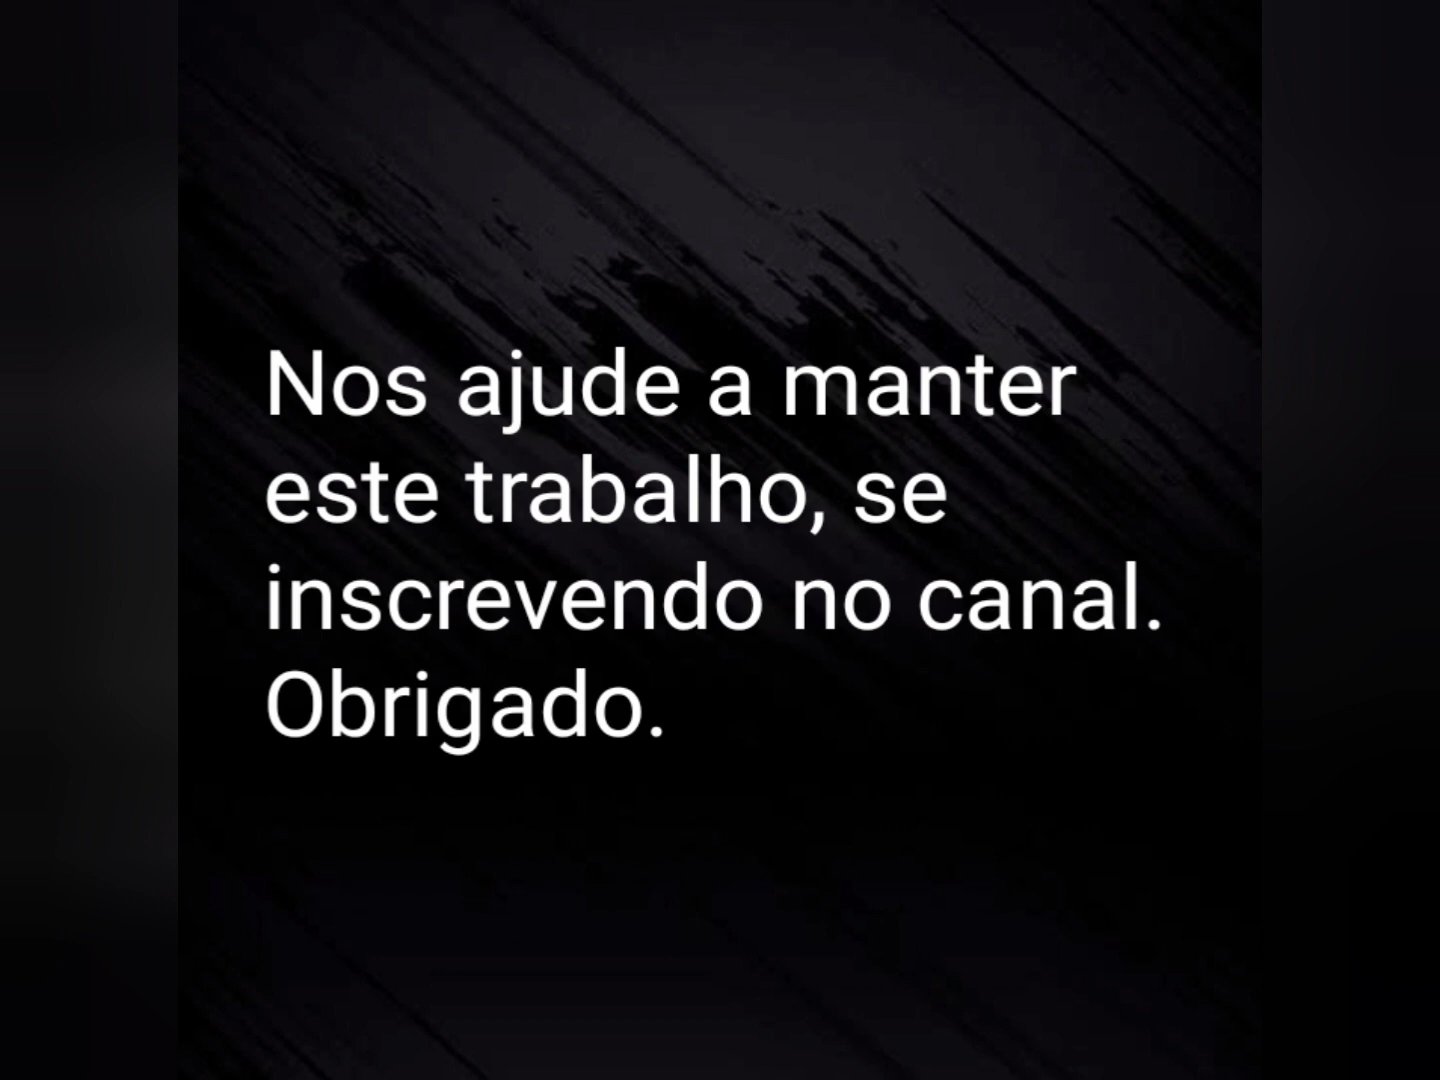 Nos ajude a manter
este trabalho, se
inscrevendo no canal.
Obrigado.